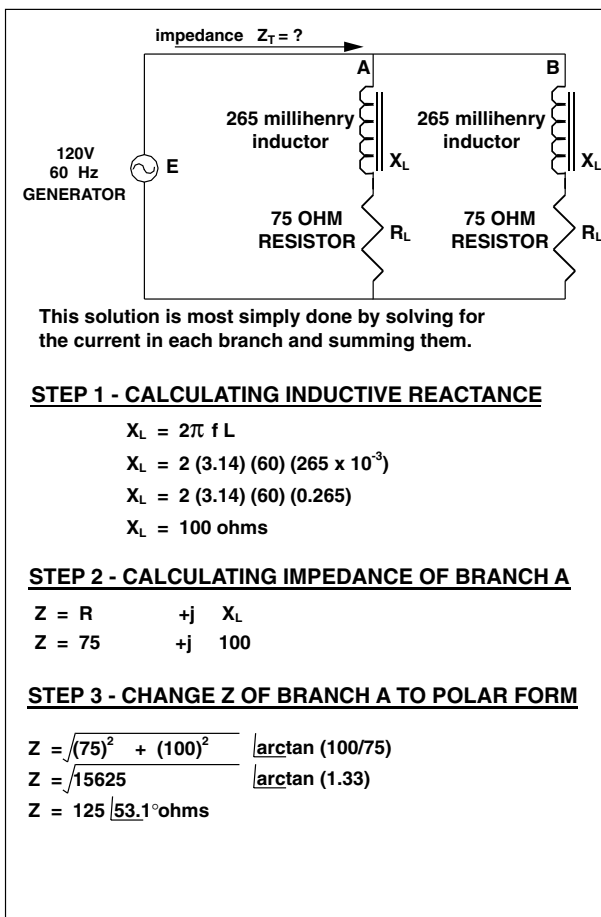 impedance Z_T = ?
A B
265 millihenry inductor
265 millihenry inductor
X_L X_L
120V
60 Hz
GENERATOR
E
75 OHM
RESISTOR
R_L
75 OHM
RESISTOR
R_L
This solution is most simply done by solving for
the current in each branch and summing them.
STEP 1 - CALCULATING INDUCTIVE REACTANCE
X_L = 2π f L
X_L = 2 (3.14) (60) (265 x 10^-3)
X_L = 2 (3.14) (60) (0.265)
X_L = 100 ohms
STEP 2 - CALCULATING IMPEDANCE OF BRANCH A
Z = R +j X_L
Z = 75 +j 100
STEP 3 - CHANGE Z OF BRANCH A TO POLAR FORM
Z = √(75)² + (100)² ∠arctan (100/75)
Z = √15625 ∠arctan (1.33)
Z = 125 ∠53.1° ohms